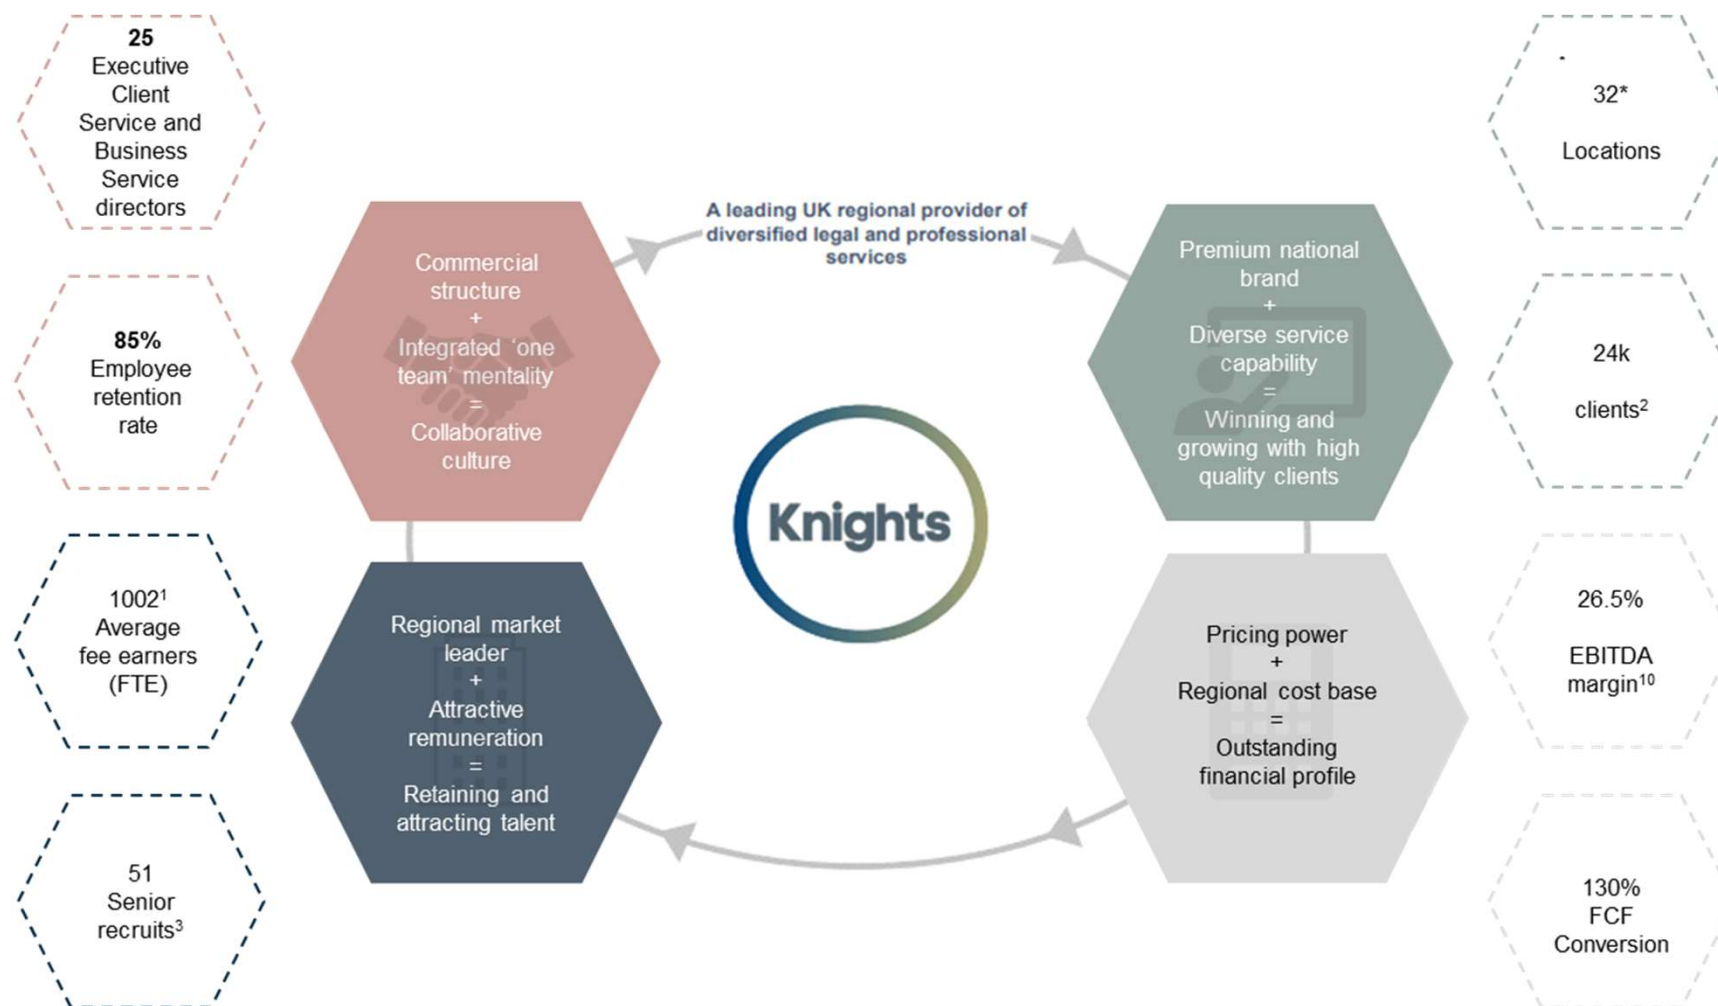 25
Executive
Client
Service and
Business
Service
directors
85%
Employee
retention
rate
1002¹
Average
fee earners
(FTE)
51
Senior
recruits³
Commercial
structure
+
Integrated ‘one
team’ mentality
=
Collaborative
culture
Regional market
leader
+
Attractive
remuneration
=
Retaining and
attracting talent
A leading UK regional provider of
diversified legal and professional
services
Knights
Premium national
brand
+
Diverse service
capability
=
Winning and
growing with high
quality clients
Pricing power
+
Regional cost base
=
Outstanding
financial profile
32*
Locations
24k
clients²
26.5%
EBITDA
margin¹⁰
130%
FCF
Conversion